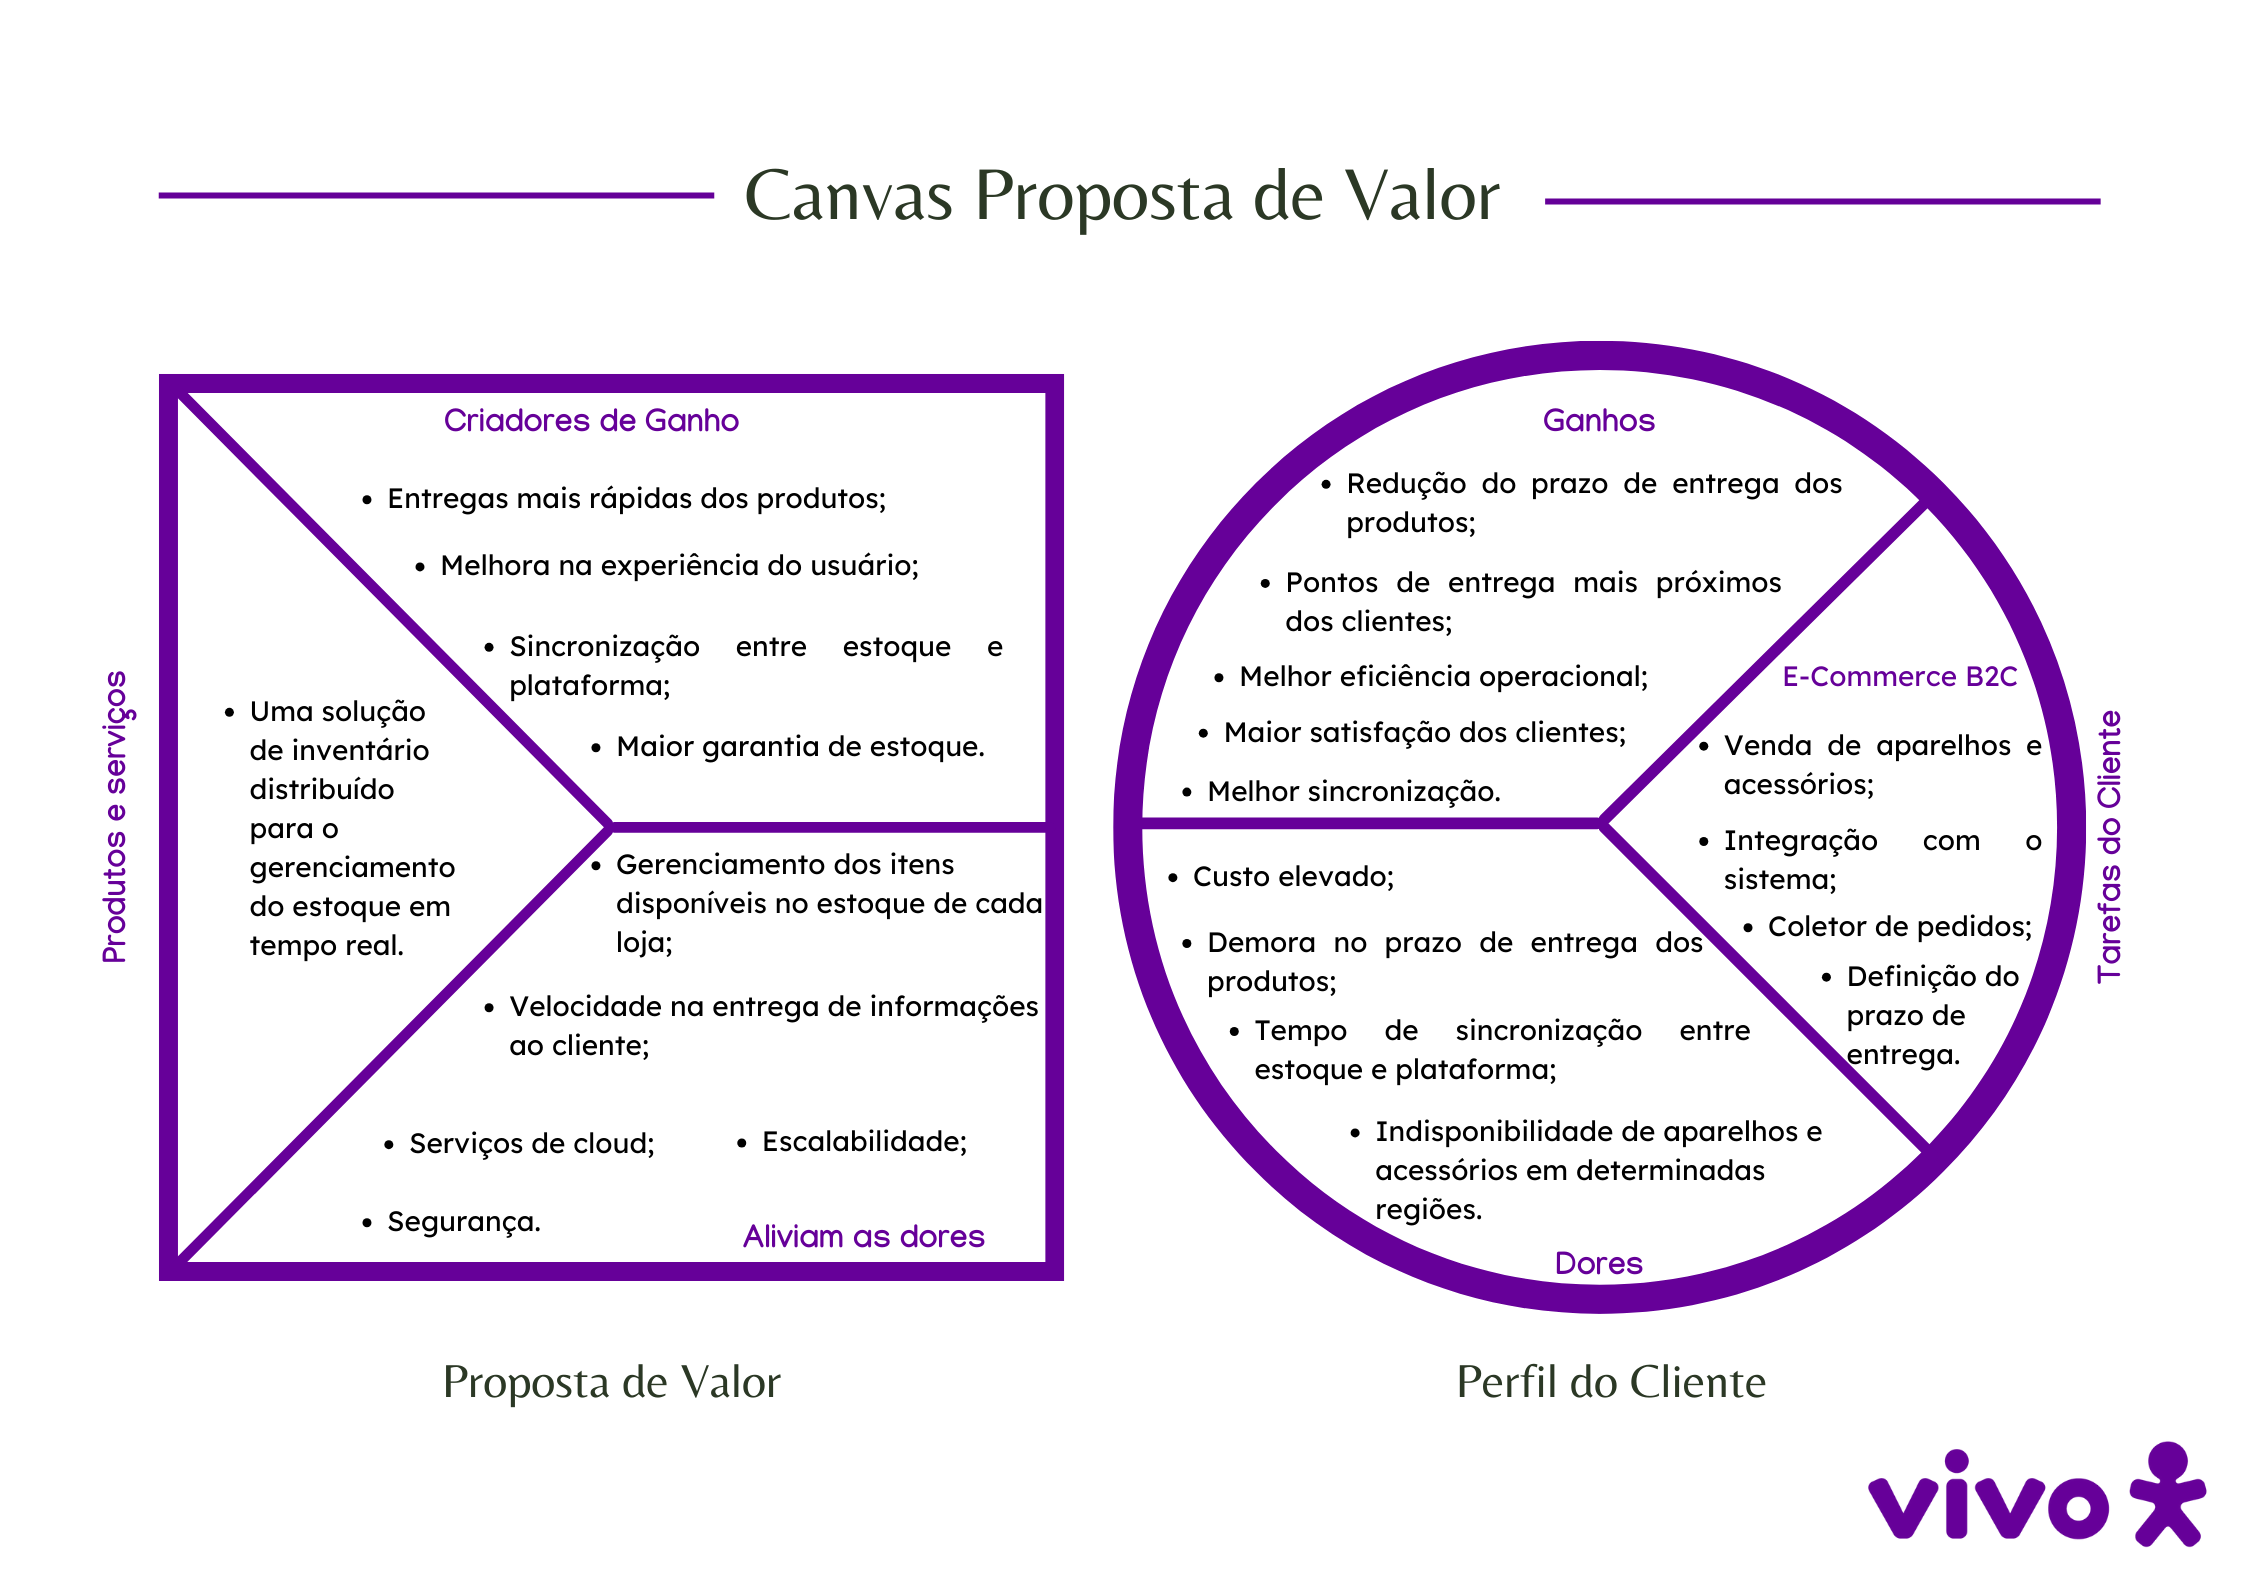 Canvas Proposta de Valor
Produtos e serviços
Uma solução
de inventário
distribuído
para o
gerenciamento
do estoque em
tempo real.
Criadores de Ganho
Entregas mais rápidas dos produtos;
Melhora na experiência do usuário;
Sincronização entre estoque e
plataforma;
Maior garantia de estoque.
Gerenciamento dos itens
disponíveis no estoque de cada
loja;
Velocidade na entrega de informações
ao cliente;
Serviços de cloud;
Escalabilidade;
Segurança.
Aliviam as dores
Proposta de Valor
Ganhos
Redução do prazo de entrega dos
produtos;
Pontos de entrega mais próximos
dos clientes;
Melhor eficiência operacional;
Maior satisfação dos clientes;
Melhor sincronização.
E-Commerce B2C
Venda de aparelhos e
acessórios;
Integração com o
sistema;
Coletor de pedidos;
Definição do
prazo de
entrega.
Tarefas do Cliente
Custo elevado;
Demora no prazo de entrega dos
produtos;
Tempo de sincronização entre
estoque e plataforma;
Indisponibilidade de aparelhos e
acessórios em determinadas
regiões.
Dores
Perfil do Cliente
vivo